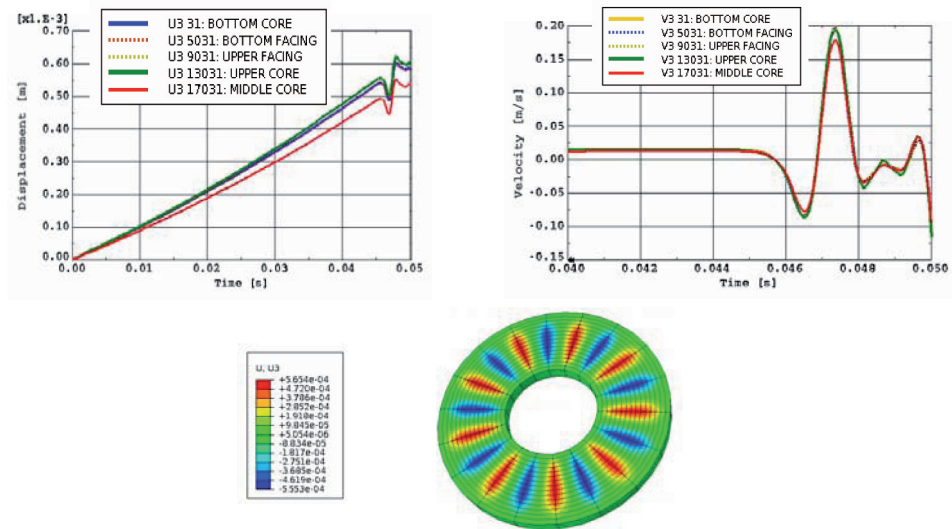 [x1.E-3]
0.70
0.60
0.50
0.40
0.30
0.20
0.10
0.00
Displacement [m]
U3 31: BOTTOM CORE
U3 5031: BOTTOM FACING
U3 9031: UPPER FACING
U3 13031: UPPER CORE
U3 17031: MIDDLE CORE
0.00 0.01 0.02 0.03 0.04 0.05
Time [s]
0.20
0.15
0.10
0.05
0.00
-0.05
-0.10
-0.15
Velocity [m/s]
V3 31: BOTTOM CORE
V3 5031: BOTTOM FACING
V3 9031: UPPER FACING
V3 13031: UPPER CORE
V3 17031: MIDDLE CORE
0.040 0.042 0.044 0.046 0.048 0.050
Time [s]
U, U3
+5.654e-04
+4.720e-04
+3.786e-04
+2.852e-04
+1.918e-04
+9.845e-05
+5.054e-06
-8.834e-05
-1.817e-04
-2.751e-04
-3.685e-04
-4.619e-04
-5.553e-04